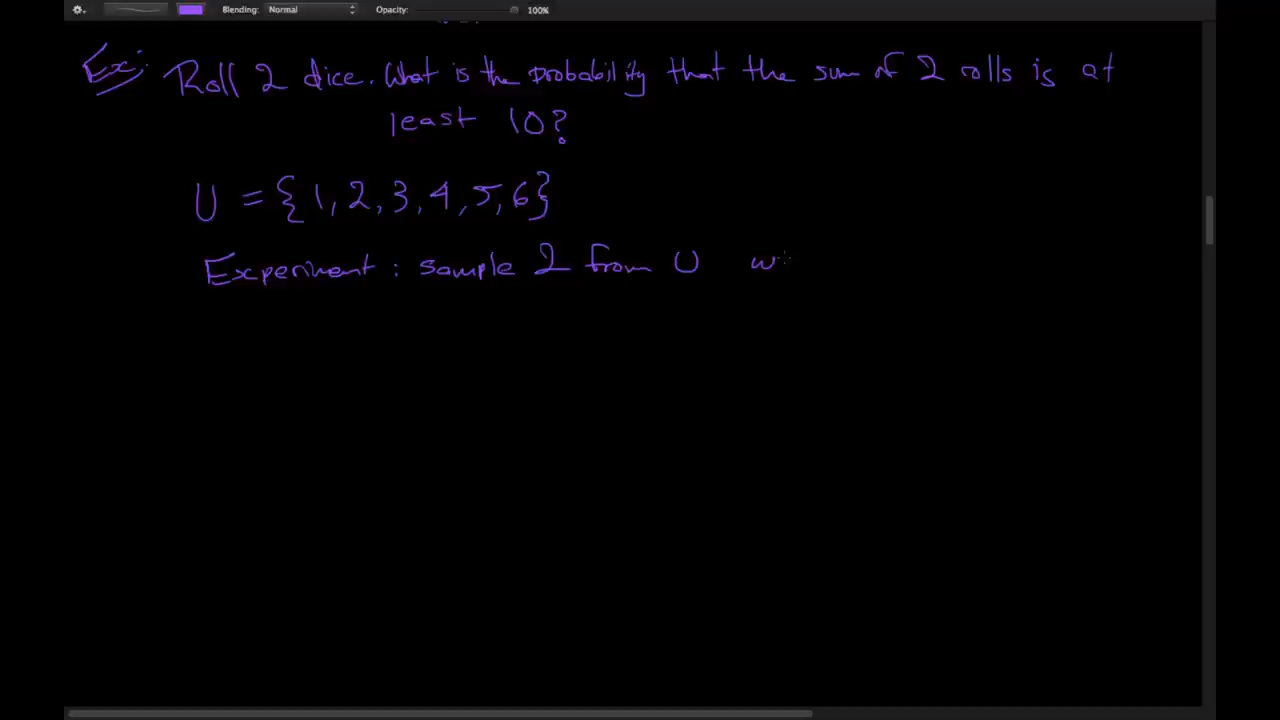 Blending: Normal Opacity: 100%
Ex: Roll 2 dice. What is the probability that the sum of 2 rolls is at
least 10?
U = {1, 2, 3, 4, 5, 6}
Experiment: sample 2 from U wi